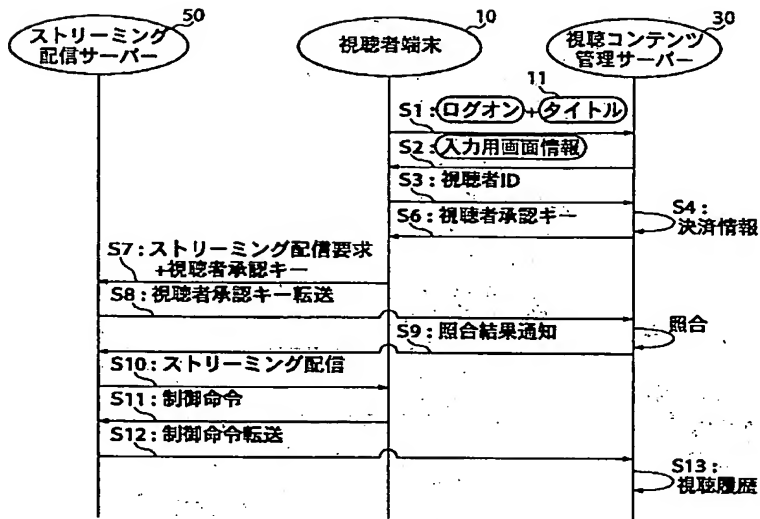 50
ストリーミング
配信サーバー
10
視聴者端末
30
視聴コンテンツ
管理サーバー
11
S1：ログオン+タイトル
S2：入力用画面情報
S3：視聴者ID
S4：
決済情報
S6：視聴者承認キー
S7：ストリーミング配信要求
+視聴者承認キー
S8：視聴者承認キー転送
照合
S9：照合結果通知
S10：ストリーミング配信
S11：制御命令
S12：制御命令転送
S13：
視聴履歴